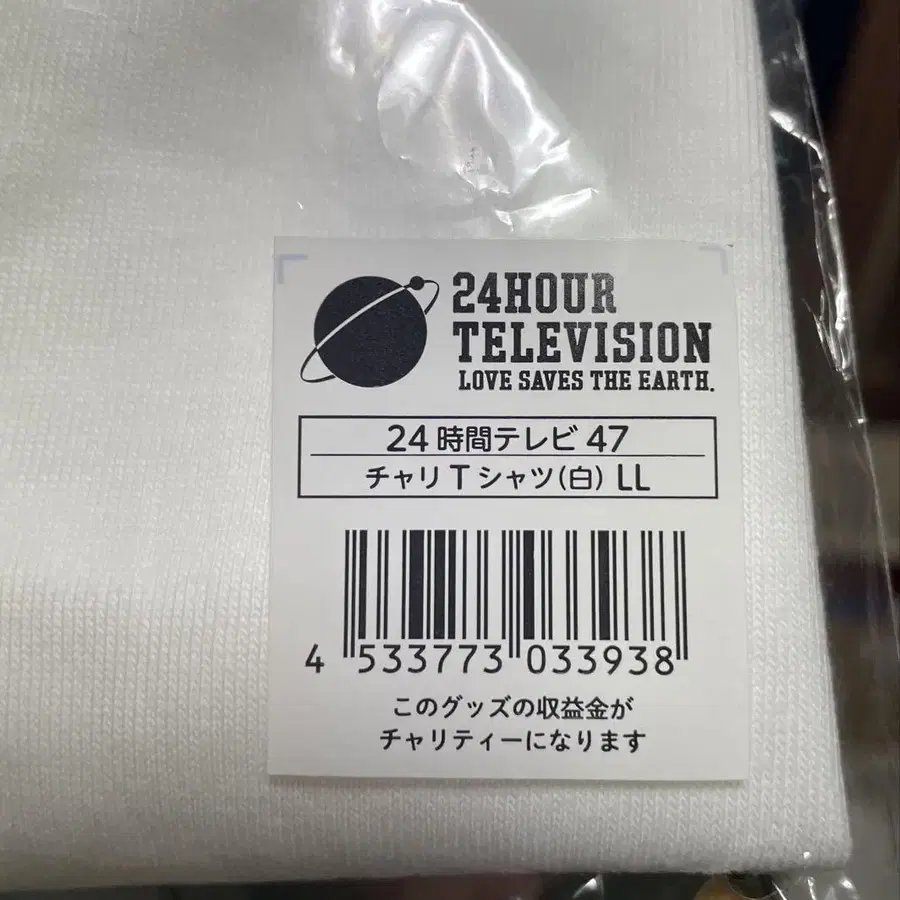 24HOUR
TELEVISION
LOVE SAVES THE EARTH.
24時間テレビ47
チャリTシャツ(白) LL
4 533773 033938
このグッズの収益金が
チャリティーになります